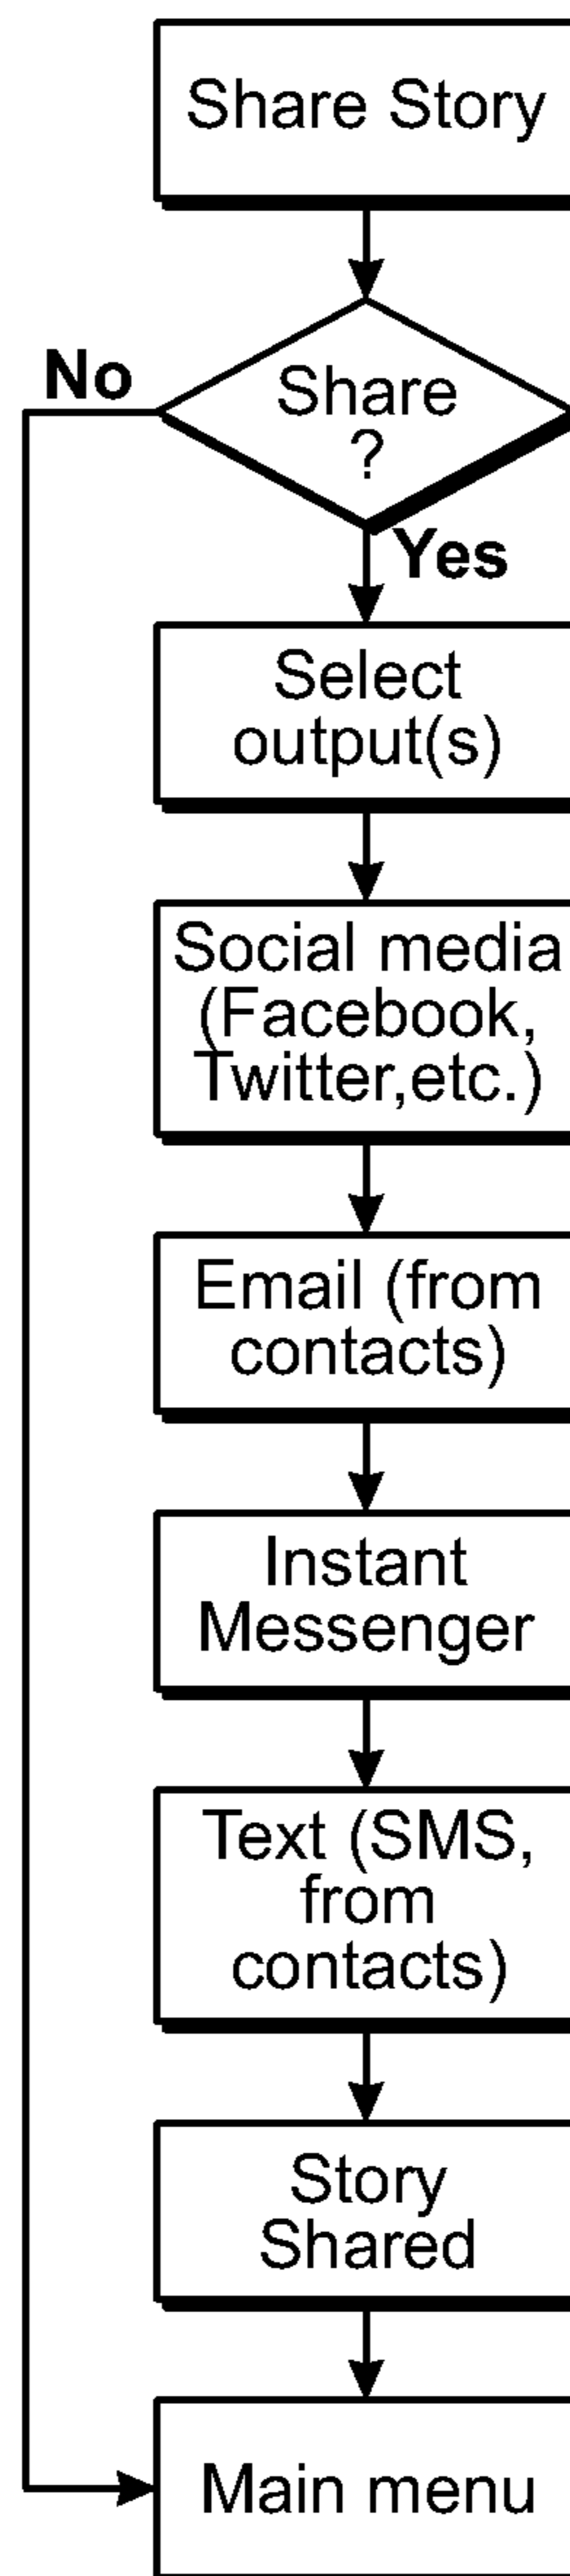 Share Story
Share
?
No
Yes
Select
output(s)
Social media
(Facebook,
Twitter,etc.)
Email (from
contacts)
Instant
Messenger
Text (SMS,
from
contacts)
Story
Shared
Main menu